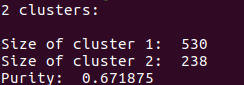 2 clusters:
Size of cluster 1:  530
Size of cluster 2:  238
Purity:  0.671875